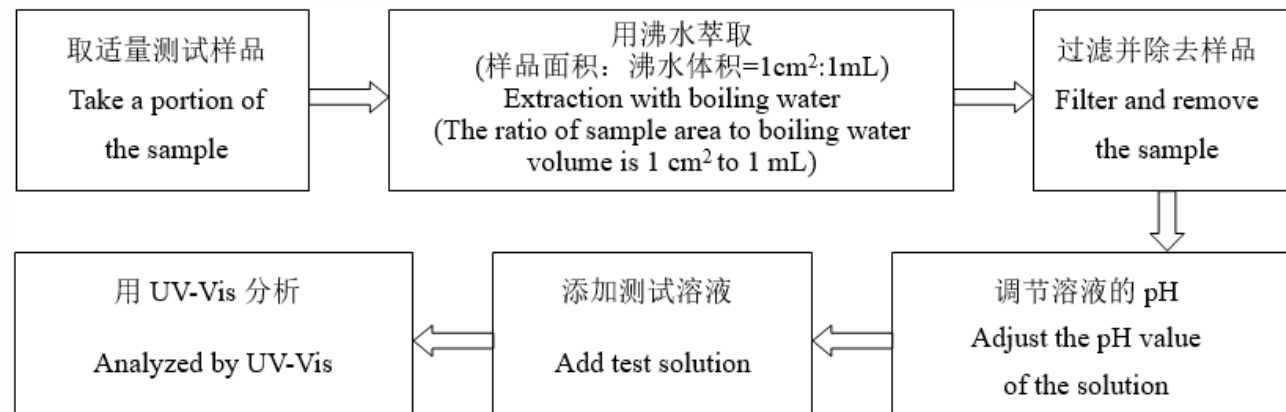 取适量测试样品
Take a portion of
the sample
用沸水萃取
(样品面积：沸水体积=1cm²:1mL)
Extraction with boiling water
(The ratio of sample area to boiling water
volume is 1 cm² to 1 mL)
过滤并除去样品
Filter and remove
the sample
调节溶液的 pH
Adjust the pH value
of the solution
添加测试溶液
Add test solution
用 UV-Vis 分析
Analyzed by UV-Vis